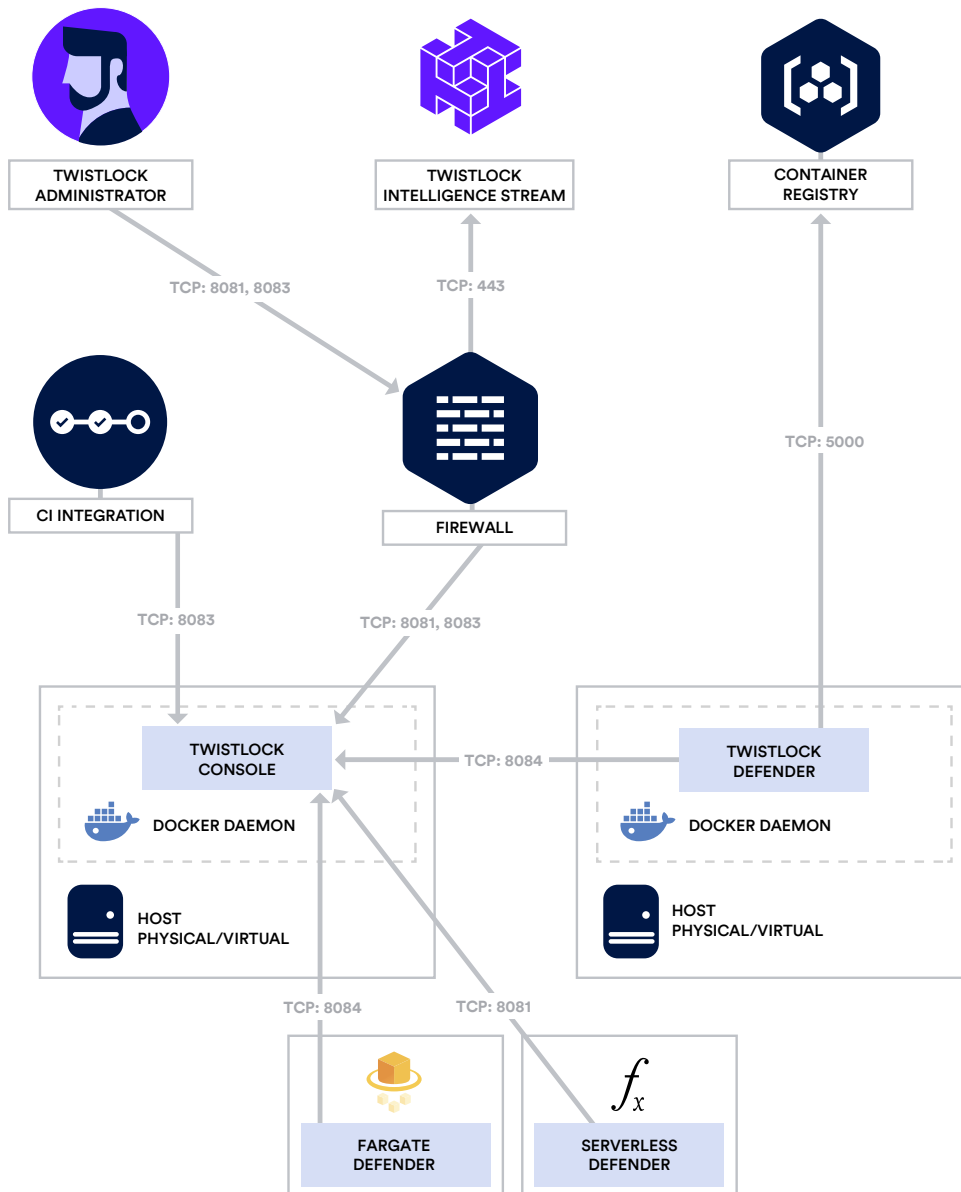 TWISTLOCK
ADMINISTRATOR
TWISTLOCK
INTELLIGENCE STREAM
CONTAINER
REGISTRY
TCP: 8081, 8083
TCP: 443
TCP: 5000
CI INTEGRATION
FIREWALL
TCP: 8083
TCP: 8081, 8083
TWISTLOCK
CONSOLE
TCP: 8084
TWISTLOCK
DEFENDER
DOCKER DAEMON
DOCKER DAEMON
HOST
PHYSICAL/VIRTUAL
HOST
PHYSICAL/VIRTUAL
TCP: 8084
TCP: 8081
fx
FARGATE
DEFENDER
SERVERLESS
DEFENDER